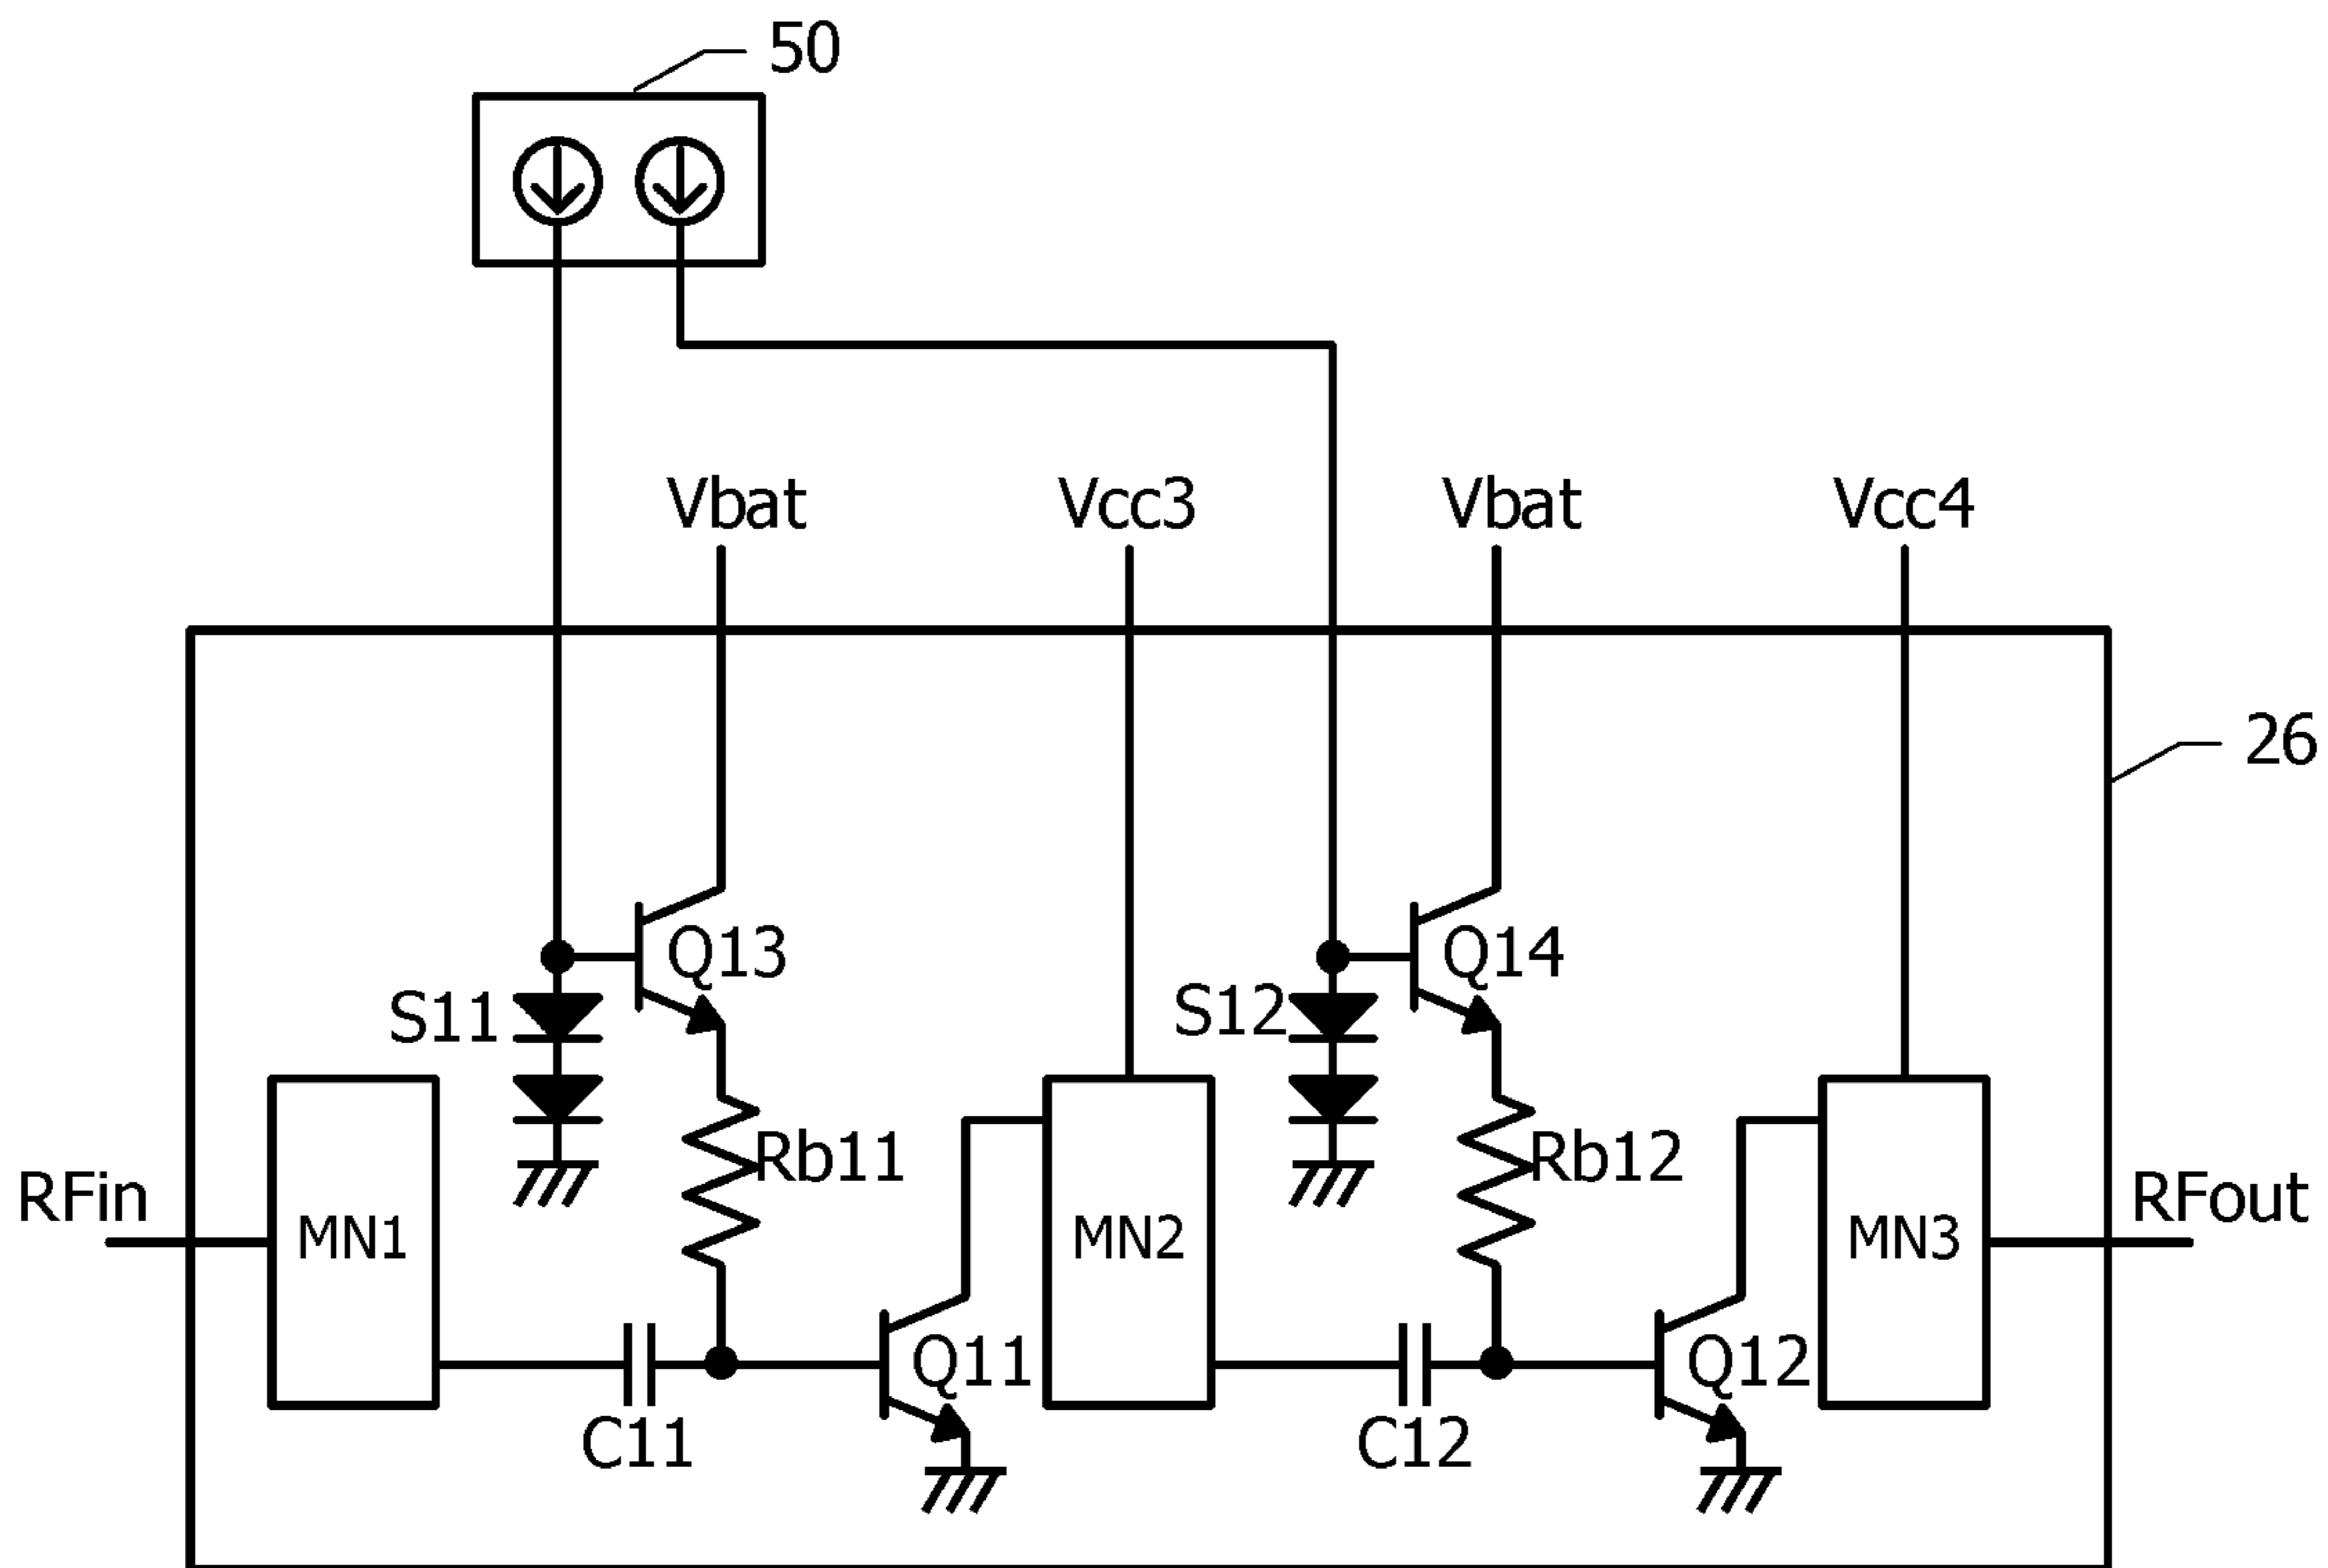 50
Vbat
Vcc3
Vbat
Vcc4
26
Q13
Q14
S11
S12
Rb11
Rb12
RFin
RFout
MN1
MN2
MN3
Q11
Q12
C11
C12